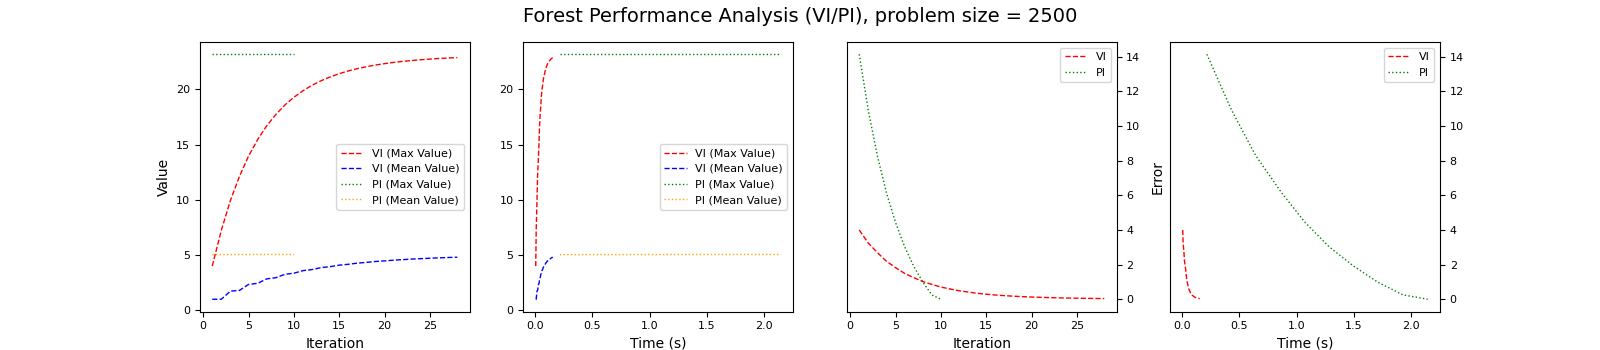 Forest Performance Analysis (VI/PI), problem size = 2500
Value
20
15
10
5
0
0 5 10 15 20 25
Iteration
VI (Max Value)
VI (Mean Value)
PI (Max Value)
PI (Mean Value)
20
15
10
5
0
0.0 0.5 1.0 1.5 2.0
Time (s)
VI (Max Value)
VI (Mean Value)
PI (Max Value)
PI (Mean Value)
VI
PI
14
12
10
8
6
4
2
0
0 5 10 15 20 25
Iteration
Error
VI
PI
14
12
10
8
6
4
2
0
0.0 0.5 1.0 1.5 2.0
Time (s)